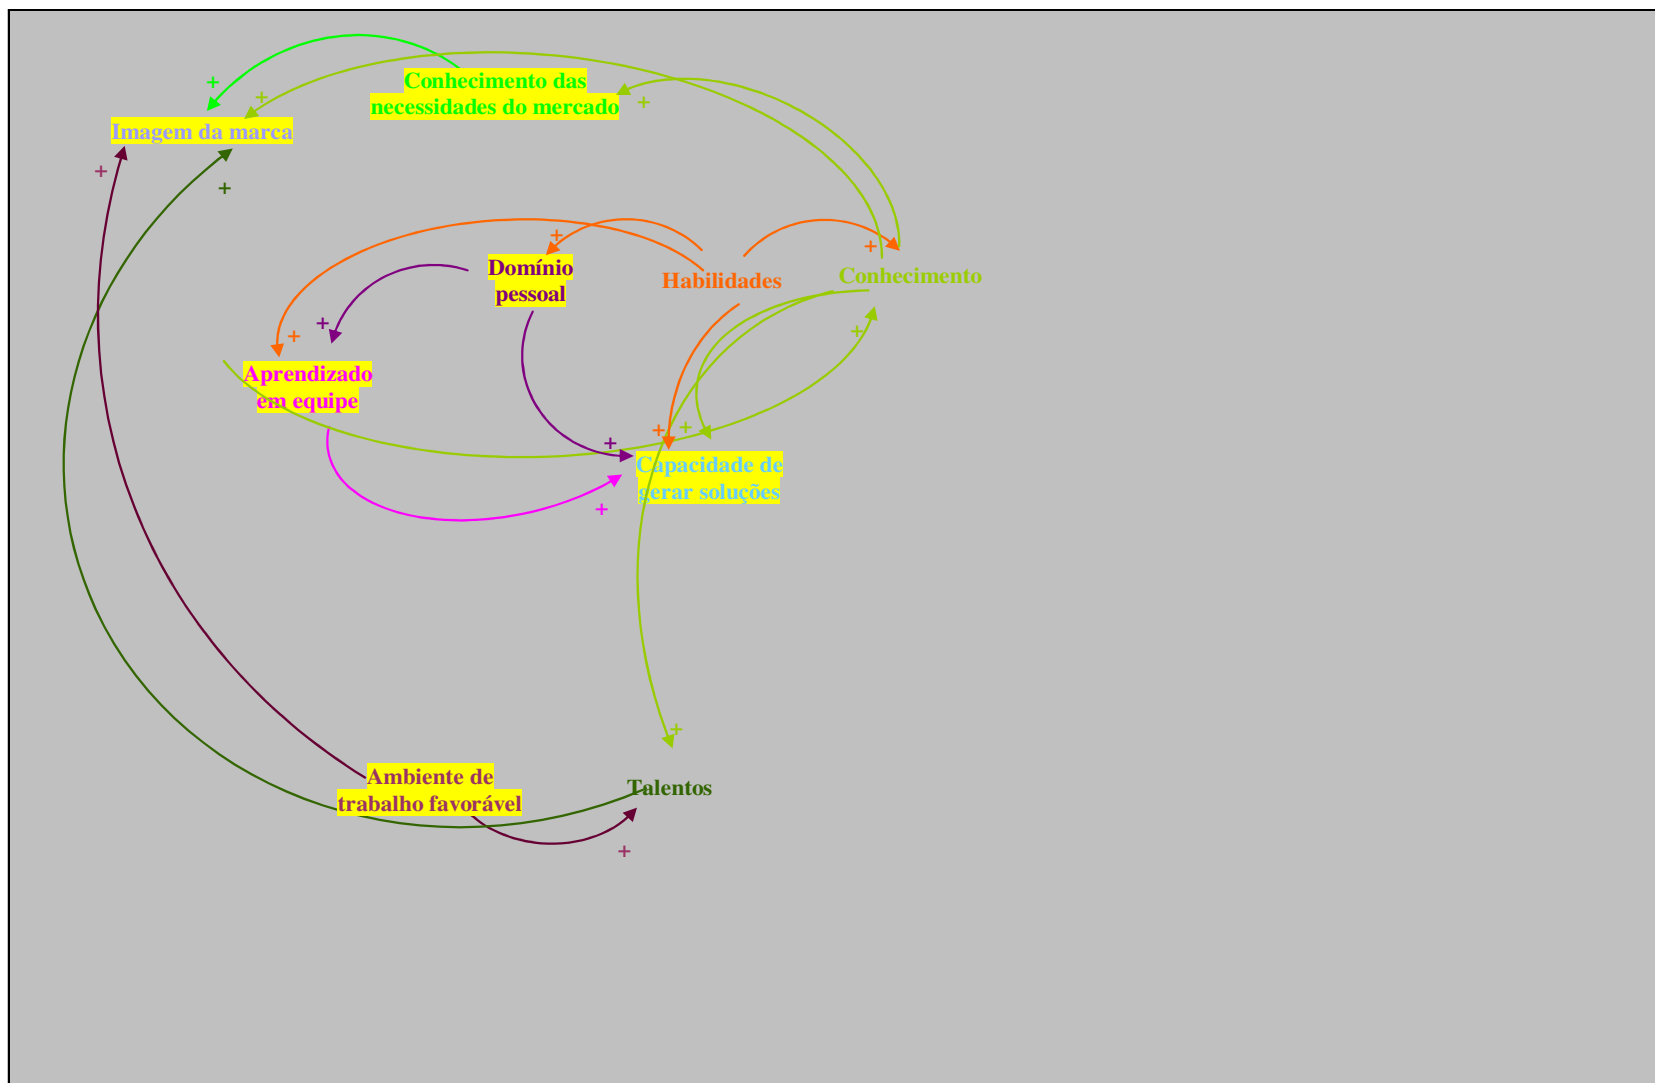 +
+
Conhecimento das
necessidades do mercado
+
Imagem da marca
+
+
+
+
Domínio
pessoal
Habilidades
Conhecimento
+
+
+
Aprendizado
em equipe
+
+
+
Capacidade de
gerar soluções
+
+
Ambiente de
trabalho favorável
Talentos
+